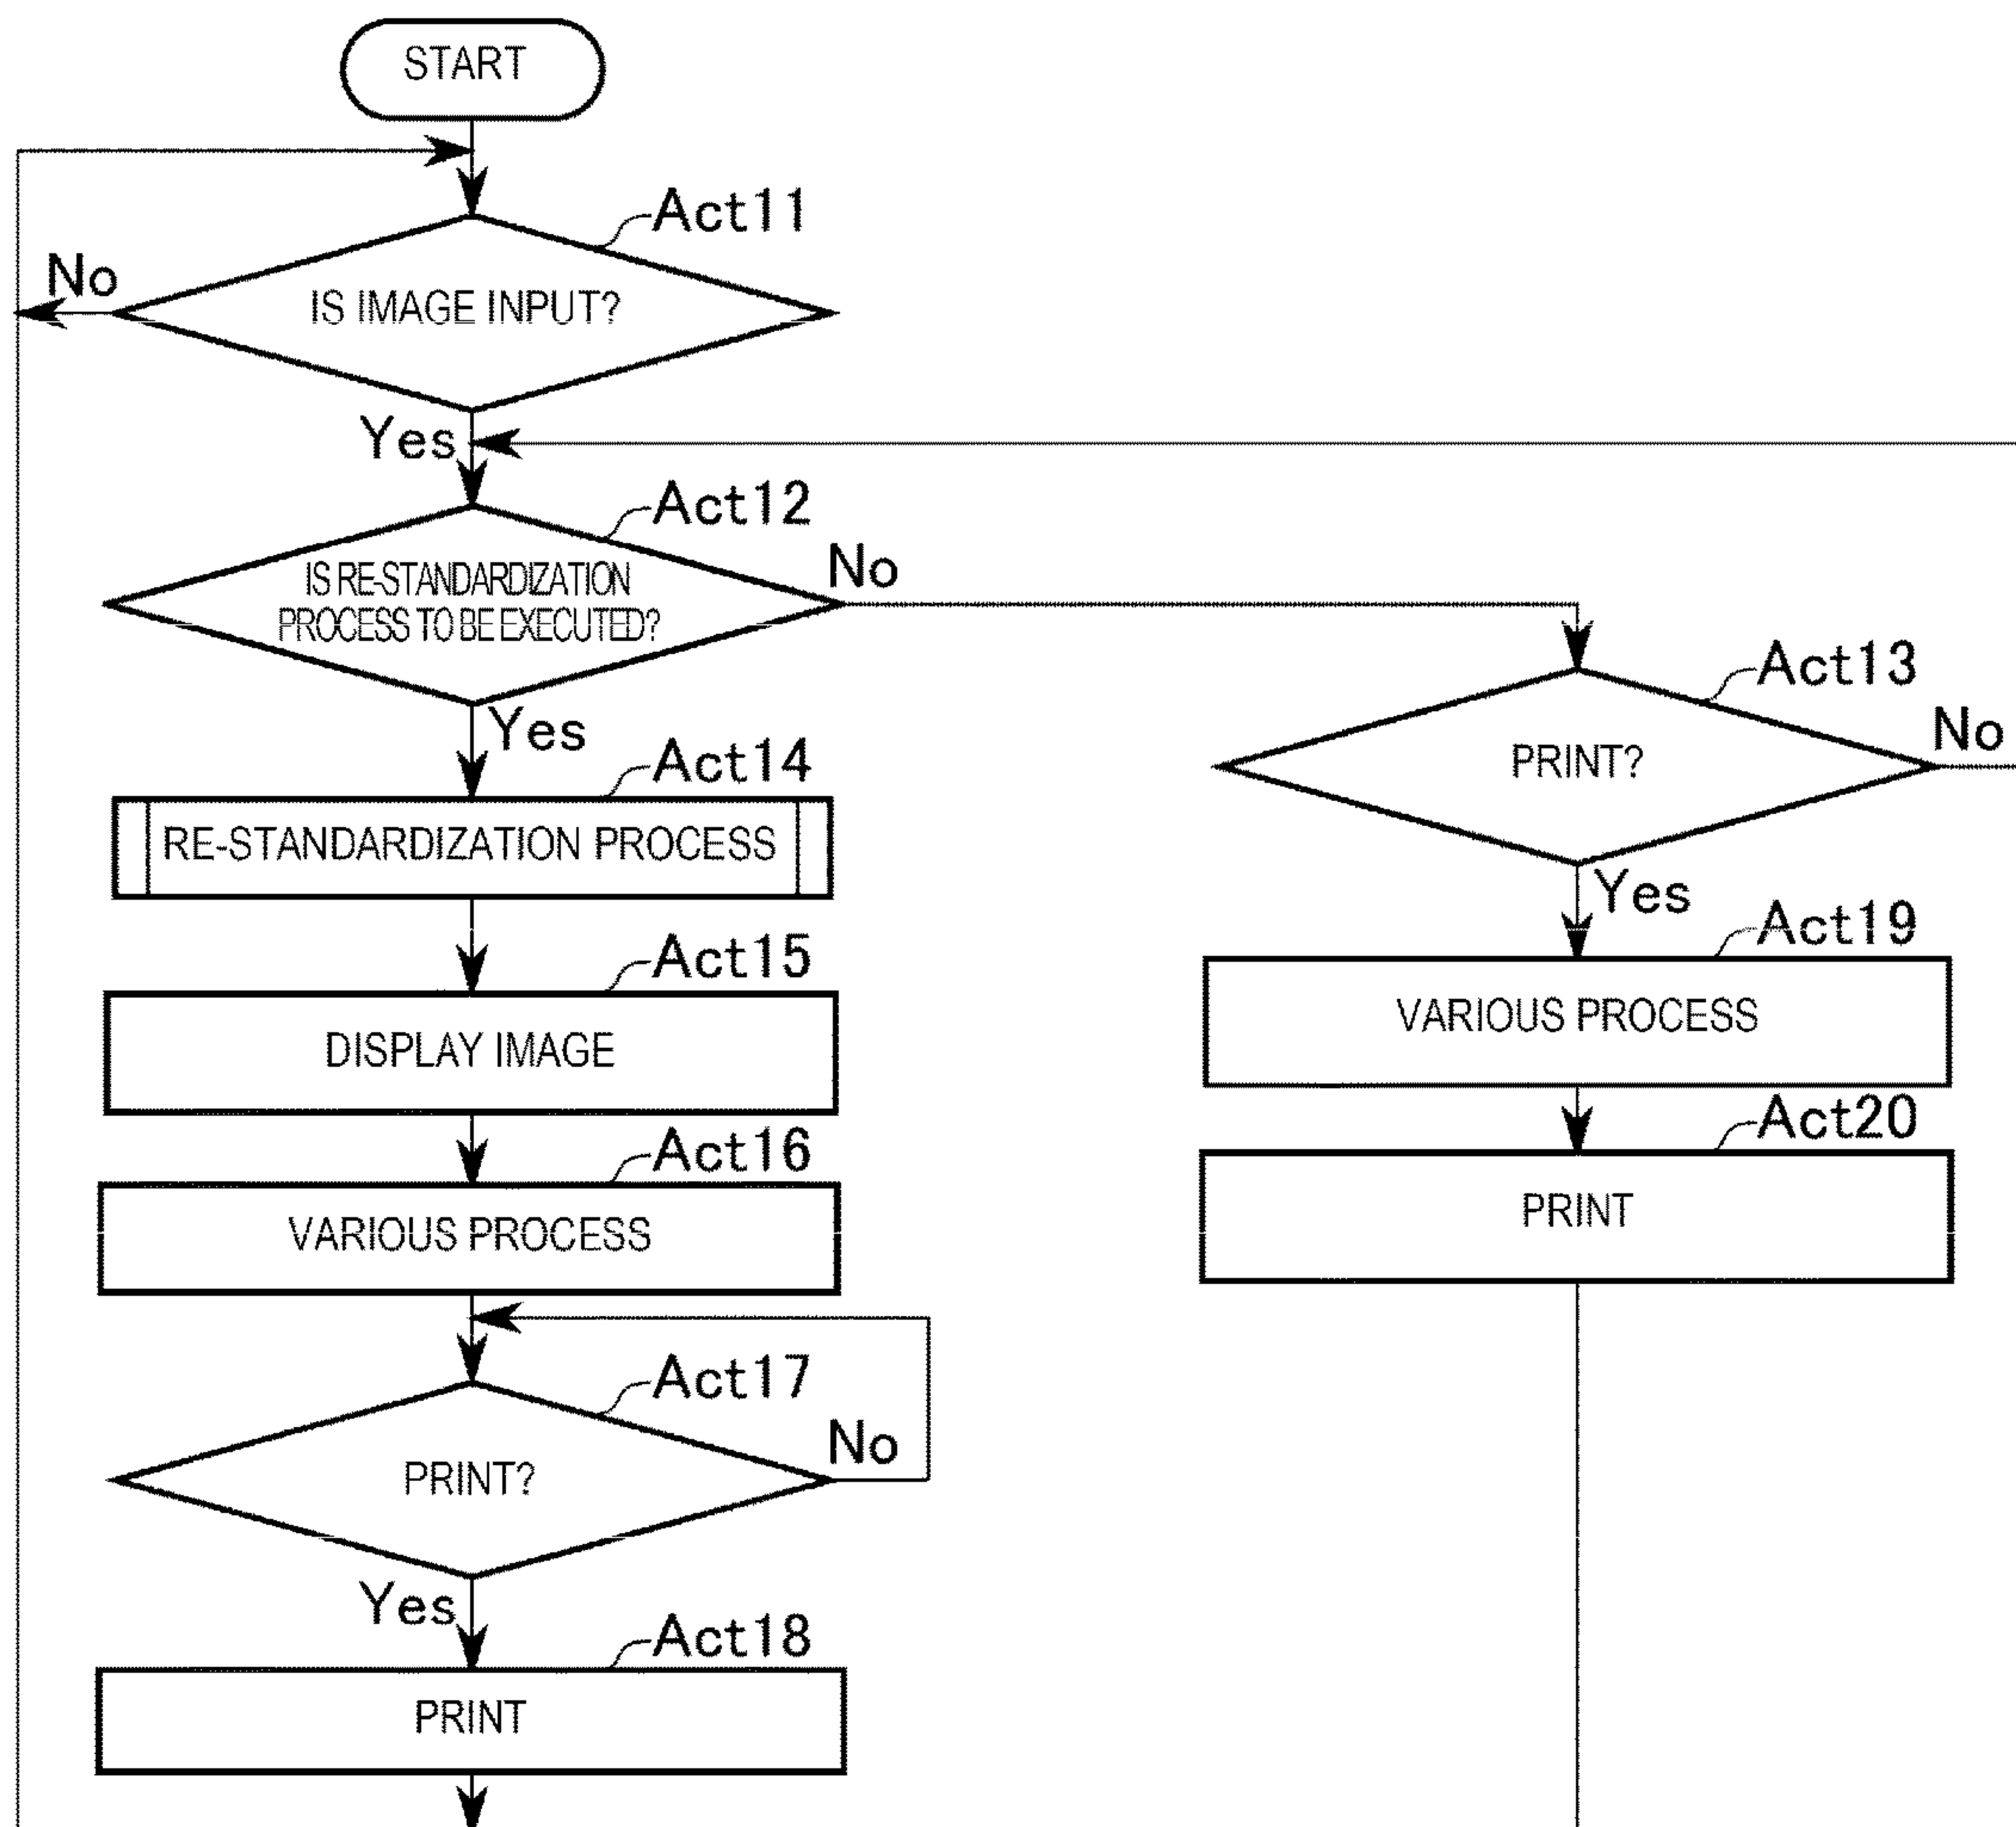 START
Act11
No
IS IMAGE INPUT?
Yes
Act12
IS RE-STANDARDIZATION
PROCESS TO BE EXECUTED?
No
Yes
Act13
PRINT?
No
Yes
Act14
RE-STANDARDIZATION PROCESS
Act15
DISPLAY IMAGE
Act16
VARIOUS PROCESS
Act17
PRINT?
No
Yes
Act18
PRINT
Act19
VARIOUS PROCESS
Act20
PRINT